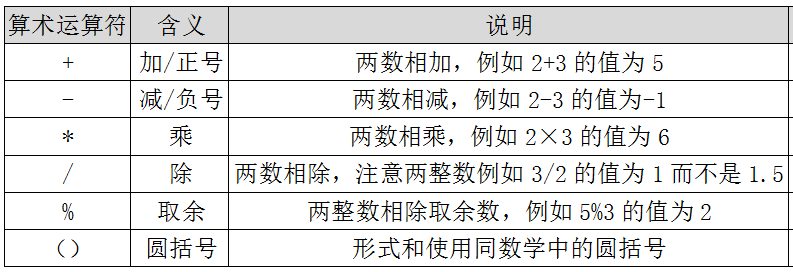 算术运算符 含义 说明
+ 加/正号 两数相加，例如 2+3 的值为 5
- 减/负号 两数相减，例如 2-3 的值为-1
* 乘 两数相乘，例如 2×3 的值为 6
/ 除 两数相除，注意两整数例如 3/2 的值为 1 而不是 1.5
% 取余 两整数相除取余数，例如 5%3 的值为 2
() 圆括号 形式和使用同数学中的圆括号